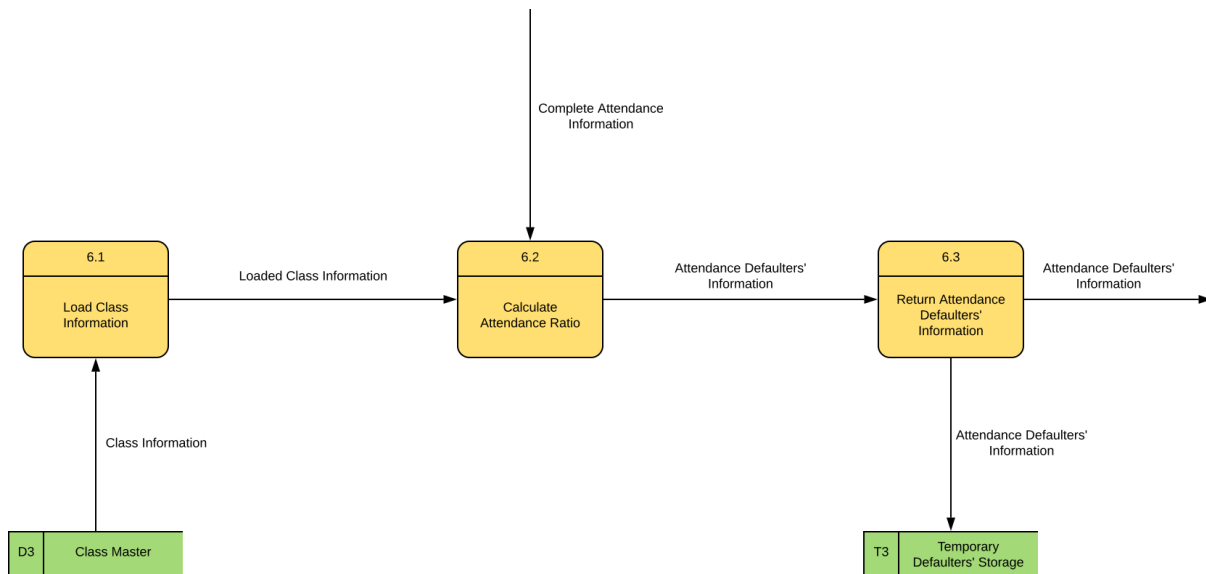 Complete Attendance
Information
6.1
Load Class
Information
Loaded Class Information
6.2
Calculate
Attendance Ratio
Attendance Defaulters'
Information
6.3
Return Attendance
Defaulters'
Information
Attendance Defaulters'
Information
Class Information
Attendance Defaulters'
Information
D3
Class Master
T3
Temporary
Defaulters' Storage